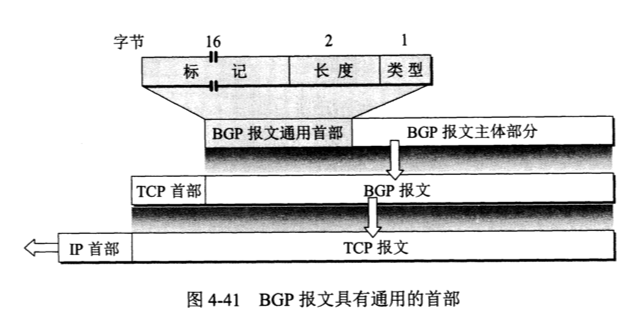 字节 16 2 1
标 记 长 度 类 型
BGP 报文通用首部 BGP 报文主体部分
TCP 首部 BGP 报文
IP 首部 TCP 报文
图 4-41 BGP 报文具有通用的首部